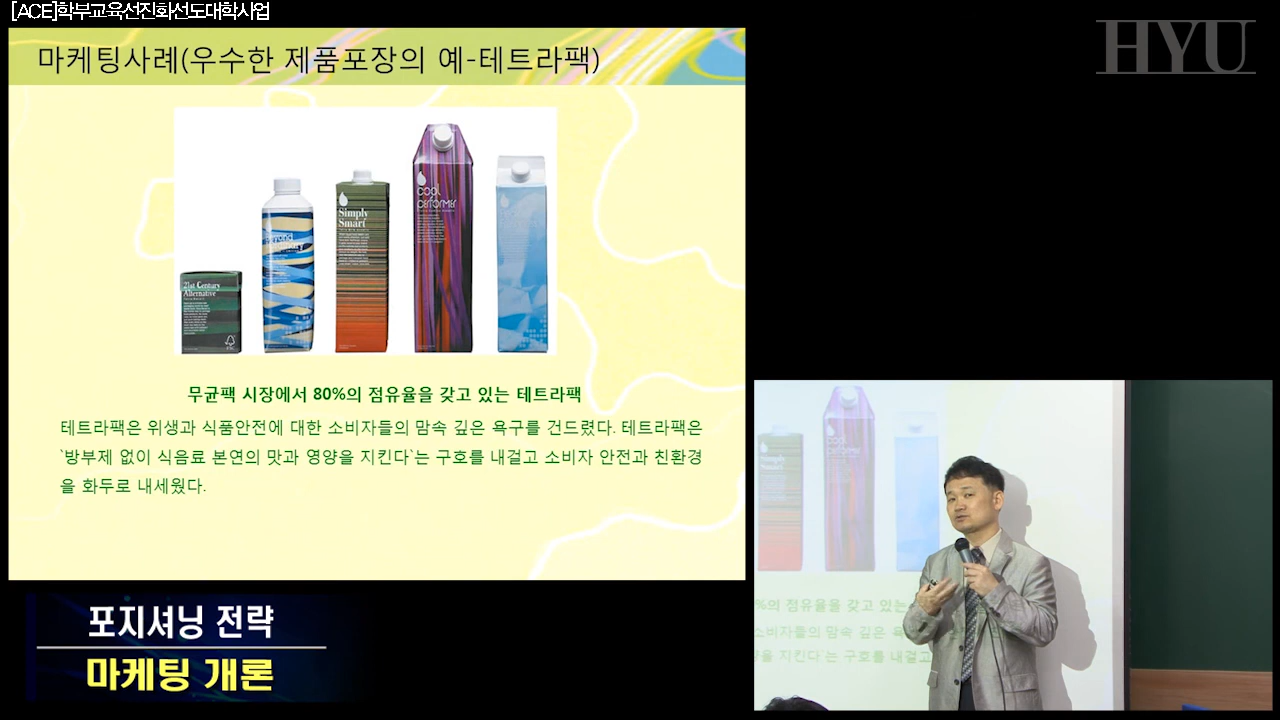 [ACE]학부교육선진화선도대학사업
HYU
마케팅사례(우수한 제품포장의 예-테트라팩)
21st Century
Alternative
Simply
Smart
cool
performer
무균팩 시장에서 80%의 점유율을 갖고 있는 테트라팩
테트라팩은 위생과 식품안전에 대한 소비자들의 맘속 깊은 욕구를 건드렸다. 테트라팩은
`방부제 없이 식음료 본연의 맛과 영양을 지킨다`는 구호를 내걸고 소비자 안전과 친환경
을 화두로 내세웠다.
%의 점유율을 갖고 있는
소비자들의 맘속 깊은
을 지킨다`는 구호를 내걸고
포지셔닝 전략
마케팅 개론